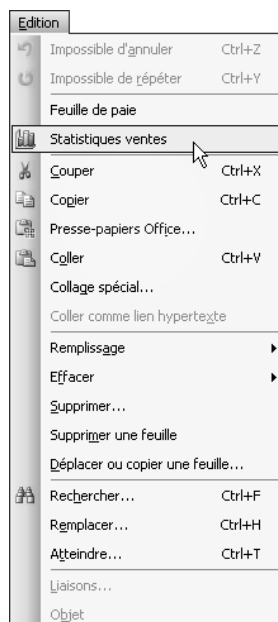 Edition
Impossible d'annuler Ctrl+Z
Impossible de répéter Ctrl+Y
Feuille de paie
Statistiques ventes
Couper Ctrl+X
Copier Ctrl+C
Presse-papiers Office...
Coller Ctrl+V
Collage spécial...
Coller comme lien hypertexte
Remplissage
Effacer
Supprimer...
Supprimer une feuille
Déplacer ou copier une feuille...
Rechercher... Ctrl+F
Remplacer... Ctrl+H
Atteindre... Ctrl+T
Liaisons...
Objet